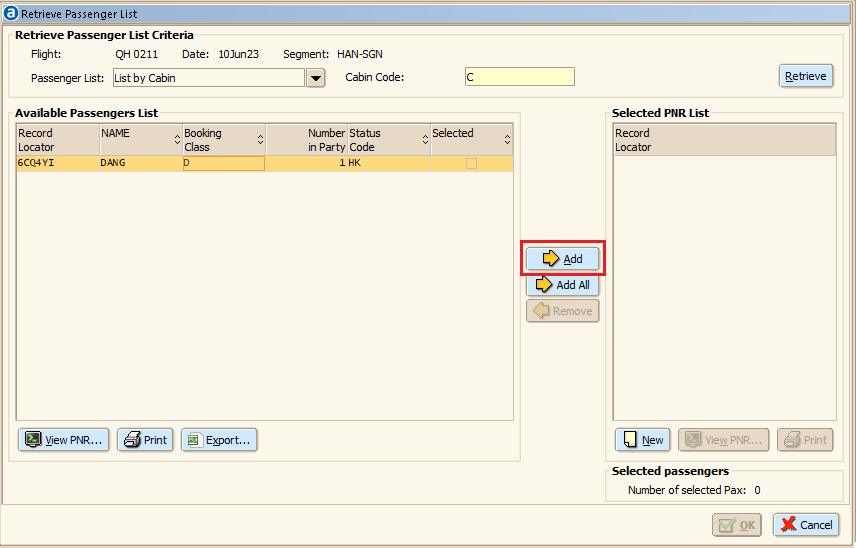 a Retrieve Passenger List
Retrieve Passenger List Criteria
Flight: QH 0211 Date: 10Jun23 Segment: HAN-SGN
Passenger List: List by Cabin Cabin Code: C Retrieve
Available Passengers List
Record Locator NAME Booking Class Number in Party Status Code Selected
6CQ4YI DANG D 1 HK
Add
Add All
Remove
View PNR... Print Export...
Selected PNR List
Record
Locator
New View PNR... Print
Selected passengers
Number of selected Pax: 0
OK Cancel